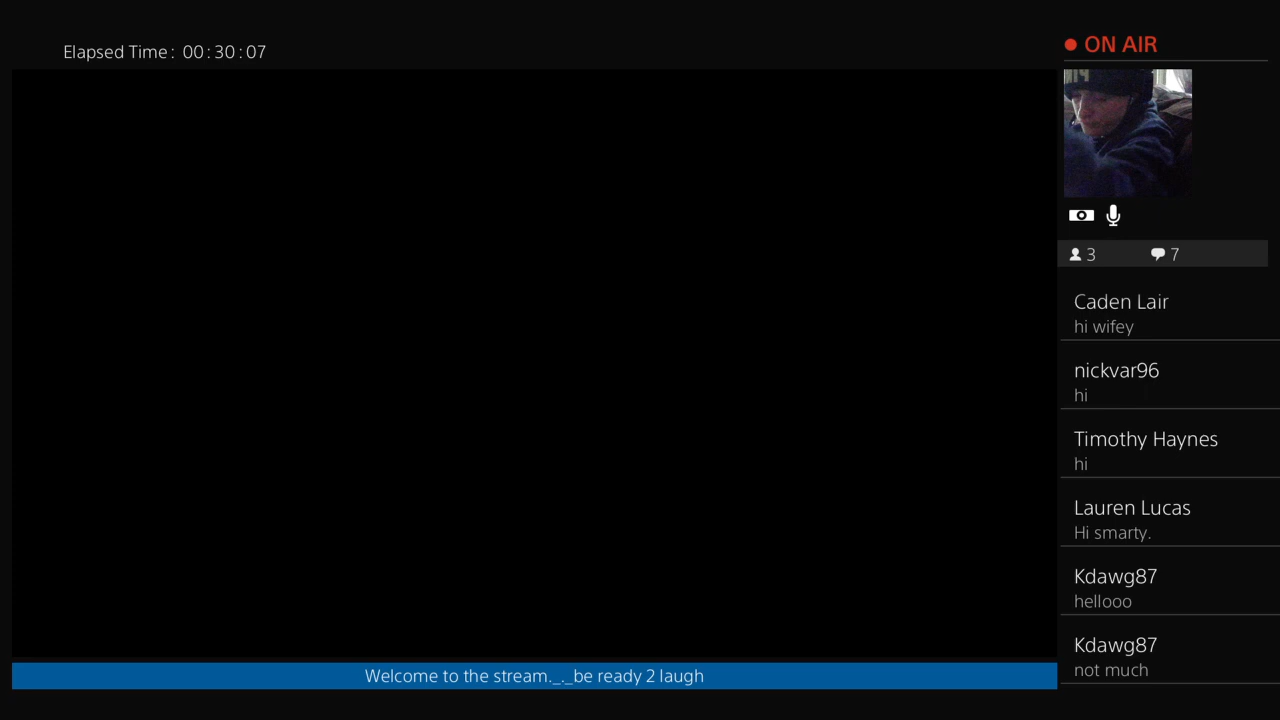 Elapsed Time: 00:30:07
ON AIR
3 7
Caden Lair
hi wifey
nickvar96
hi
Timothy Haynes
hi
Lauren Lucas
Hi smarty.
Kdawg87
hellooo
Kdawg87
not much
Welcome to the stream._._be ready 2 laugh